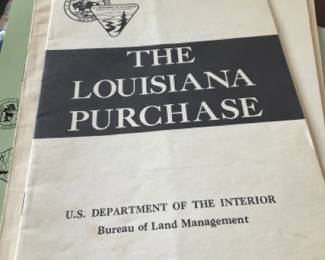 THE
LOUISIANA
PURCHASE
U.S. DEPARTMENT OF THE INTERIOR
Bureau of Land Management